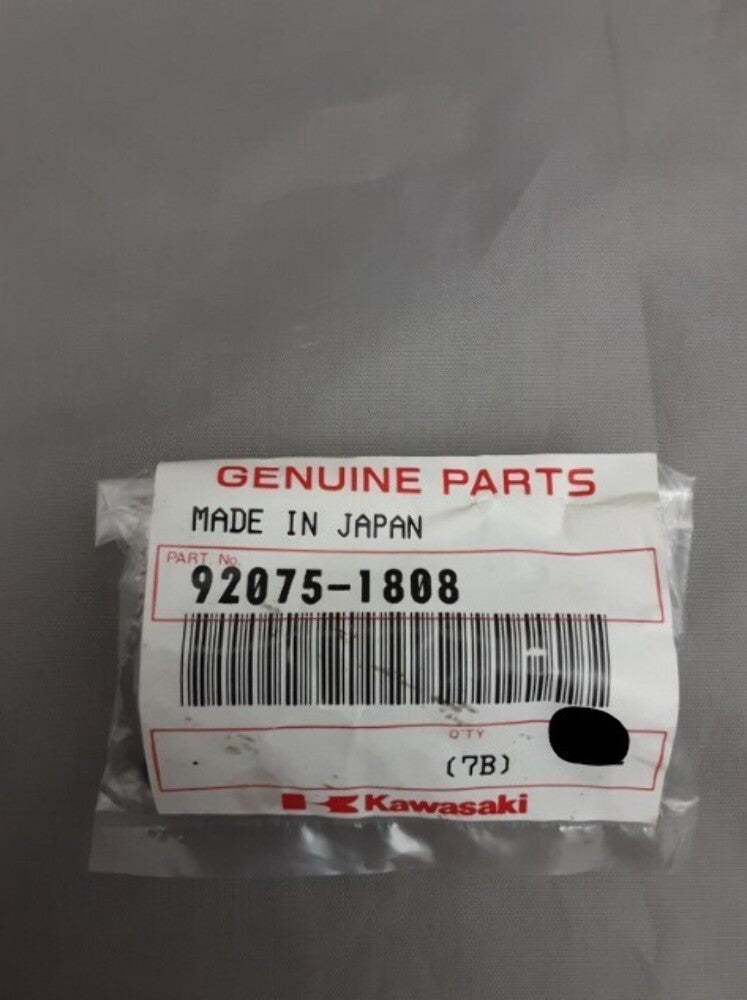 GENUINE PARTS
MADE IN JAPAN
PART. No.
92075-1808
Q'TY
(7B)
Kawasaki